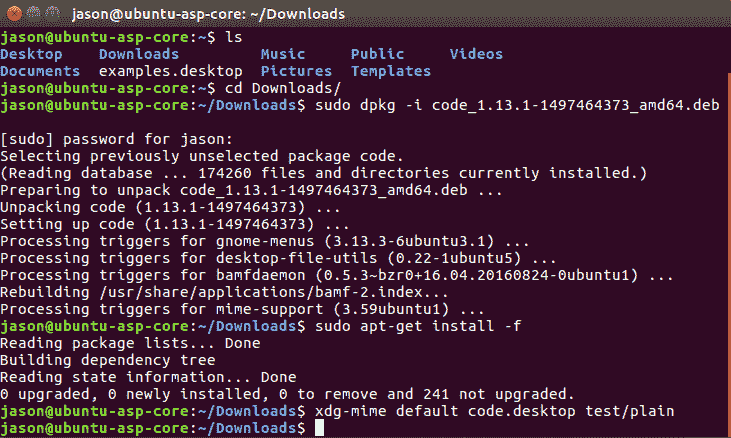 jason@ubuntu-asp-core: ~/Downloads
jason@ubuntu-asp-core:~$ ls
Desktop Downloads Music Public Videos
Documents examples.desktop Pictures Templates
jason@ubuntu-asp-core:~$ cd Downloads/
jason@ubuntu-asp-core:~/Downloads$ sudo dpkg -i code_1.13.1-1497464373_amd64.deb
[sudo] password for jason:
Selecting previously unselected package code.
(Reading database ... 174260 files and directories currently installed.)
Preparing to unpack code_1.13.1-1497464373_amd64.deb ...
Unpacking code (1.13.1-1497464373) ...
Setting up code (1.13.1-1497464373) ...
Processing triggers for gnome-menus (3.13.3-6ubuntu3.1) ...
Processing triggers for desktop-file-utils (0.22-1ubuntu5) ...
Processing triggers for bamfdaemon (0.5.3~bzr0+16.04.20160824-0ubuntu1) ...
Rebuilding /usr/share/applications/bamf-2.index...
Processing triggers for mime-support (3.59ubuntu1) ...
jason@ubuntu-asp-core:~/Downloads$ sudo apt-get install -f
Reading package lists... Done
Building dependency tree
Reading state information... Done
0 upgraded, 0 newly installed, 0 to remove and 241 not upgraded.
jason@ubuntu-asp-core:~/Downloads$ xdg-mime default code.desktop test/plain
jason@ubuntu-asp-core:~/Downloads$